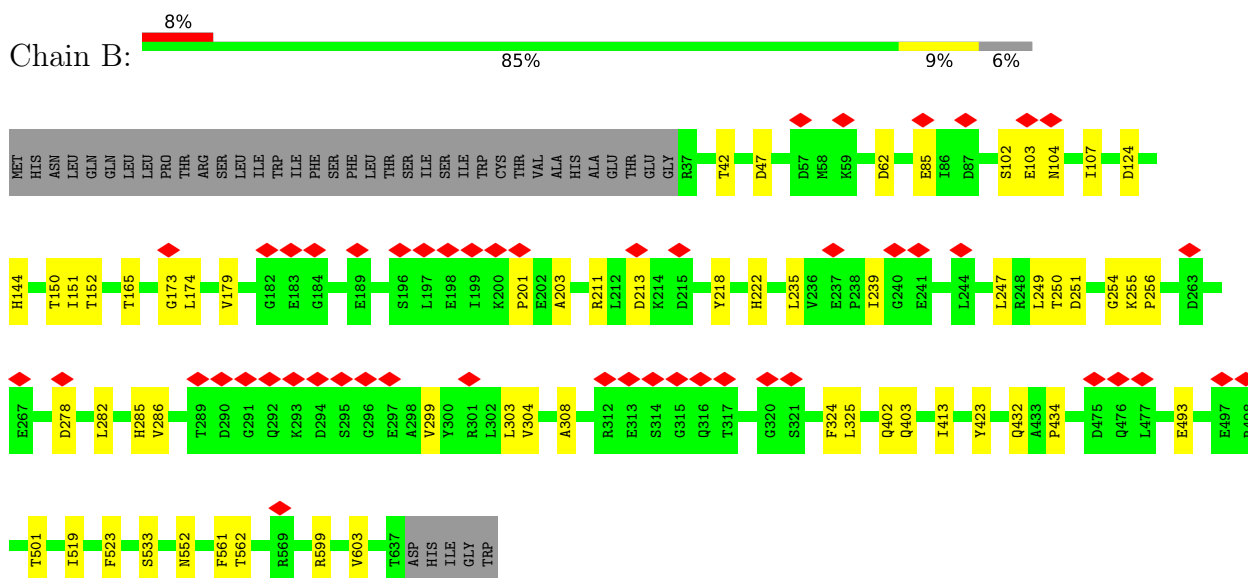 8%
Chain B:
85% 9% 6%
MET HIS ASN LEU GLN GLN LEU LEU PRO THR ARG SER LEU ILE TRP ILE PHE SER PHE LEU THR SER ILE SER ILE TRP CYS THR VAL ALA HIS ALA GLU THR GLU GLY R37 T42 D47 D57 M58 K59 D62 E85 I86 D87 S102 E103 N104 I107 D124
H144 T150 I151 T152 T165 G173 L174 V179 G182 E183 G184 E189 S196 L197 E198 I199 K200 P201 E202 A203 R211 L212 D213 K214 D215 Y218 H222 L235 V236 E237 P238 I239 G240 E241 L244 L247 R248 L249 T250 D251 G254 K255 P256 D263
E267 D278 L282 H285 V286 T289 D290 G291 Q292 K293 D294 S295 G296 E297 A298 V299 Y300 R301 L302 L303 V304 A308 R312 E313 S314 G315 Q316 T317 G320 S321 F324 L325 Q402 Q403 I413 Y423 Q432 A433 P434 D475 Q476 L477 E493 E497
T501 I519 F523 S533 N552 F561 T562 R569 R599 V603 T637 ASP HIS ILE GLY TRP